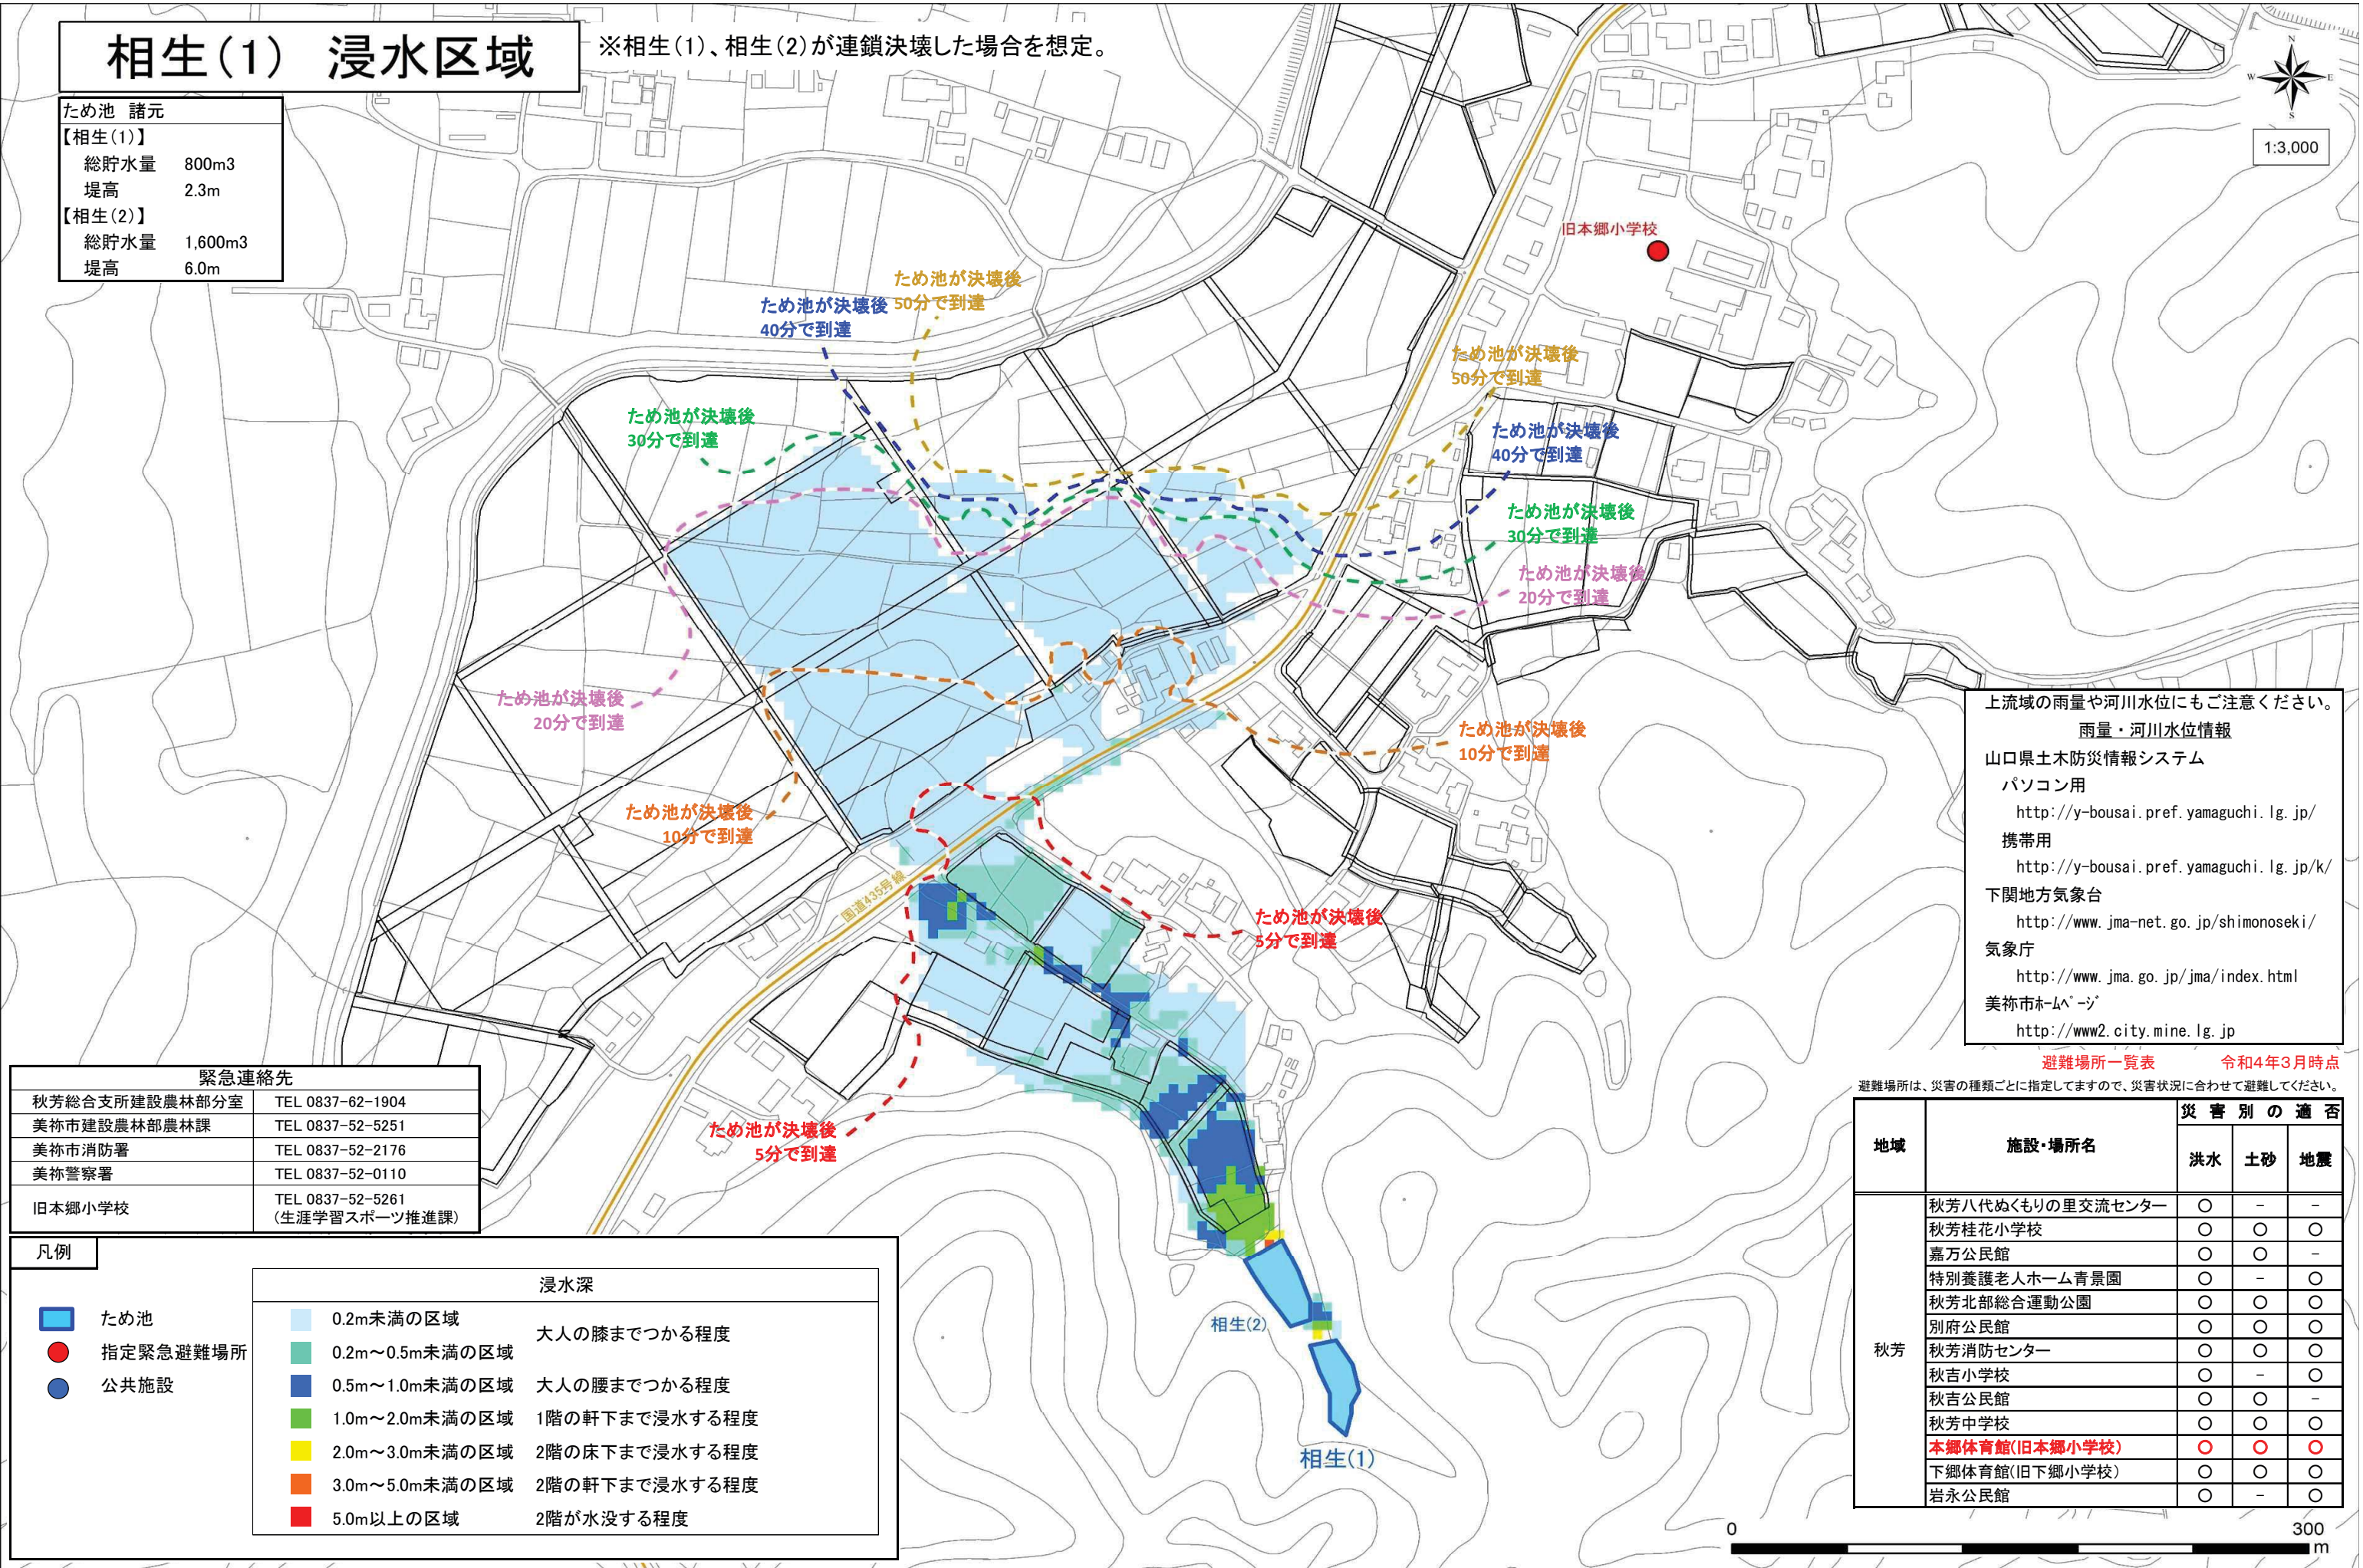 相生(1) 浸水区域
※相生(1)、相生(2)が連鎖決壊した場合を想定。
ため池 諸元
【相生(1)】
総貯水量 800m3
堤高 2.3m
【相生(2)】
総貯水量 1,600m3
堤高 6.0m
N
W E
S
1:3,000
旧本郷小学校
ため池が決壊後
50分で到達
ため池が決壊後
40分で到達
ため池が決壊後
30分で到達
ため池が決壊後
50分で到達
ため池が決壊後
40分で到達
ため池が決壊後
30分で到達
ため池が決壊後
20分で到達
ため池が決壊後
20分で到達
ため池が決壊後
10分で到達
ため池が決壊後
10分で到達
国道435号線
ため池が決壊後
5分で到達
ため池が決壊後
5分で到達
相生(2)
相生(1)
上流域の雨量や河川水位にもご注意ください。
雨量・河川水位情報
山口県土木防災情報システム
パソコン用
http://y-bousai.pref.yamaguchi.lg.jp/
携帯用
http://y-bousai.pref.yamaguchi.lg.jp/k/
下関地方気象台
http://www.jma-net.go.jp/shimonoseki/
気象庁
http://www.jma.go.jp/jma/index.html
美祢市ﾎｰﾑﾍﾟｰｼﾞ
http://www2.city.mine.lg.jp
緊急連絡先
秋芳総合支所建設農林部分室 TEL 0837-62-1904
美祢市建設農林部農林課 TEL 0837-52-5251
美祢市消防署 TEL 0837-52-2176
美祢警察署 TEL 0837-52-0110
旧本郷小学校 TEL 0837-52-5261
(生涯学習スポーツ推進課)
凡例
ため池
指定緊急避難場所
公共施設
浸水深
0.2m未満の区域
大人の膝までつかる程度
0.2m～0.5m未満の区域
0.5m～1.0m未満の区域 大人の腰までつかる程度
1.0m～2.0m未満の区域 1階の軒下まで浸水する程度
2.0m～3.0m未満の区域 2階の床下まで浸水する程度
3.0m～5.0m未満の区域 2階の軒下まで浸水する程度
5.0m以上の区域 2階が水没する程度
避難場所一覧表 令和4年3月時点
避難場所は、災害の種類ごとに指定してますので、災害状況に合わせて避難してください。
地域 施設・場所名 災害別の適否
洪水 土砂 地震
秋芳
秋芳八代ぬくもりの里交流センター ○ - -
秋芳桂花小学校 ○ ○ ○
嘉万公民館 ○ ○ -
特別養護老人ホーム青景園 ○ - ○
秋芳北部総合運動公園 ○ ○ ○
別府公民館 ○ ○ ○
秋芳消防センター ○ ○ ○
秋吉小学校 ○ - ○
秋吉公民館 ○ ○ -
秋芳中学校 ○ ○ ○
本郷体育館(旧本郷小学校) ○ ○ ○
下郷体育館(旧下郷小学校) ○ ○ ○
岩永公民館 ○ - ○
0 300
m